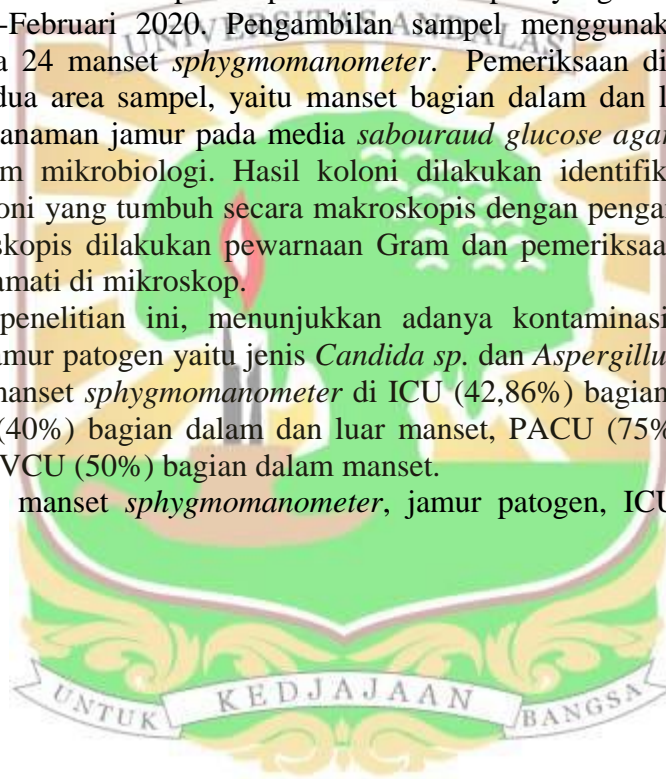 -Februari 2020. Pengambilan sampel menggunak
UNIVERSITAS ANDALAS
a 24 manset sphygmomanometer. Pemeriksaan di
dua area sampel, yaitu manset bagian dalam dan l
anaman jamur pada media sabouraud glucose agar
m mikrobiologi. Hasil koloni dilakukan identifik
oni yang tumbuh secara makroskopis dengan penga
skopis dilakukan pewarnaan Gram dan pemeriksaa
amati di mikroskop.
penelitian ini, menunjukkan adanya kontaminasi
amur patogen yaitu jenis Candida sp. dan Aspergillu
manset sphygmomanometer di ICU (42,86%) bagian
(40%) bagian dalam dan luar manset, PACU (75%
VCU (50%) bagian dalam manset.
manset sphygmomanometer, jamur patogen, ICU
UNTUK KEDJAJAAN BANGSA